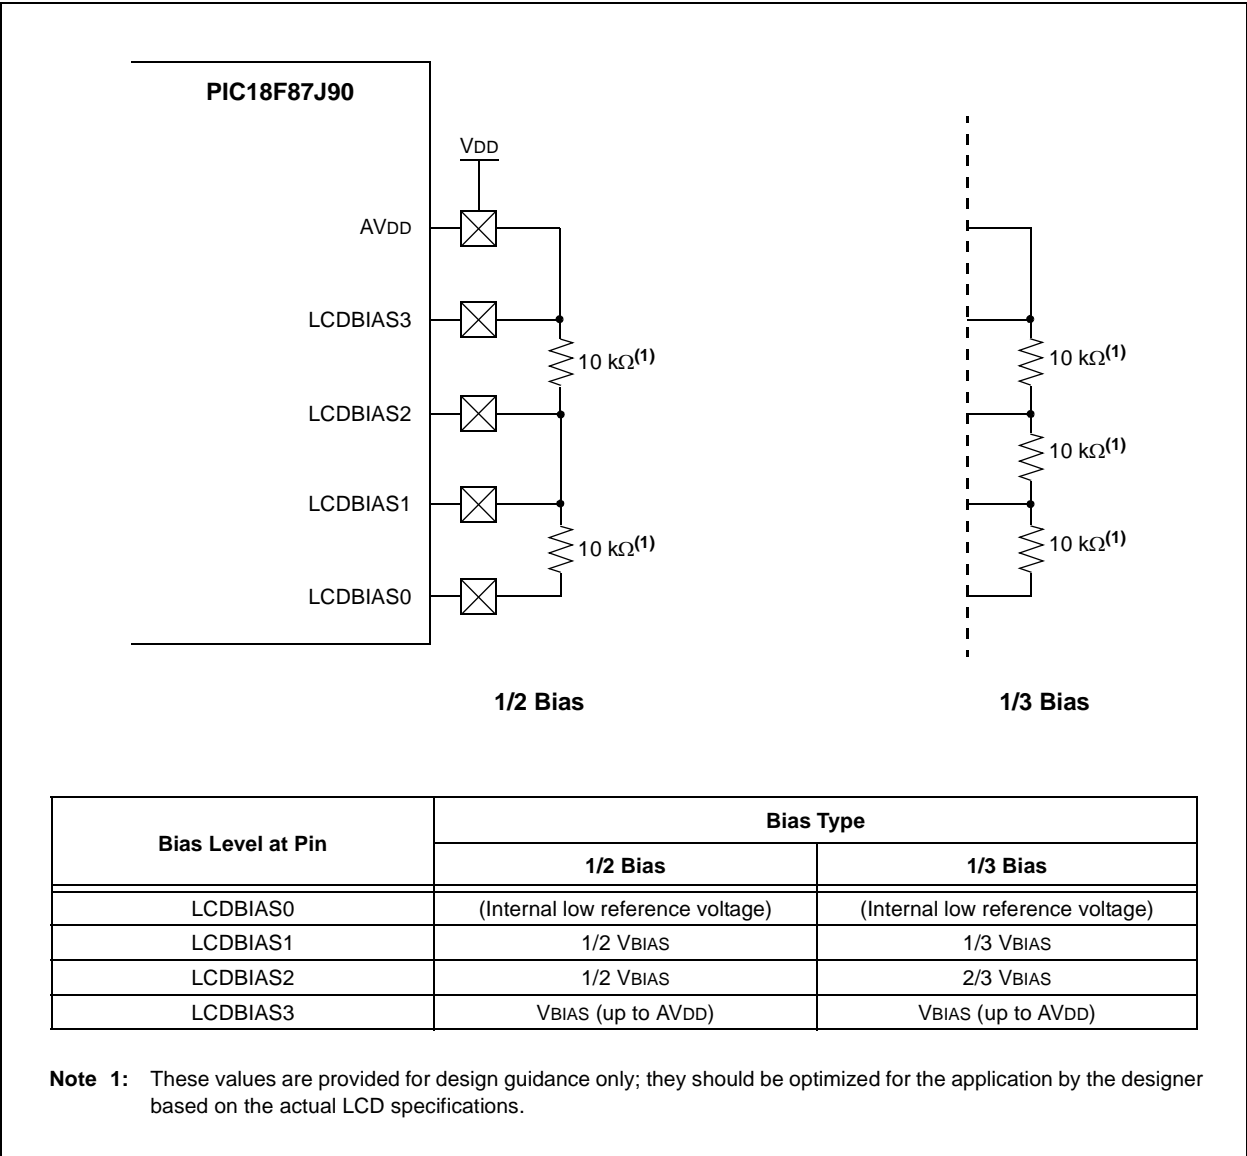 PIC18F87J90
VDD
AVDD
LCDBIAS3
10 kΩ(1)
10 kΩ(1)
LCDBIAS2
10 kΩ(1)
LCDBIAS1
10 kΩ(1)
10 kΩ(1)
LCDBIAS0
1/2 Bias
1/3 Bias
Bias Level at Pin
Bias Type
1/2 Bias
1/3 Bias
LCDBIAS0
(Internal low reference voltage)
(Internal low reference voltage)
LCDBIAS1
1/2 VBIAS
1/3 VBIAS
LCDBIAS2
1/2 VBIAS
2/3 VBIAS
LCDBIAS3
VBIAS (up to AVDD)
VBIAS (up to AVDD)
Note 1: These values are provided for design guidance only; they should be optimized for the application by the designer
based on the actual LCD specifications.